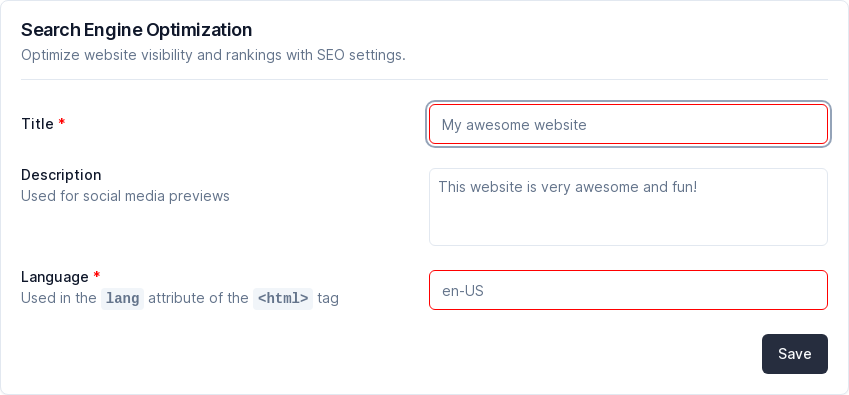 Search Engine Optimization
Optimize website visibility and rankings with SEO settings.
Title *
My awesome website
Description
Used for social media previews
This website is very awesome and fun!
Language *
Used in the lang attribute of the <html> tag
en-US
Save